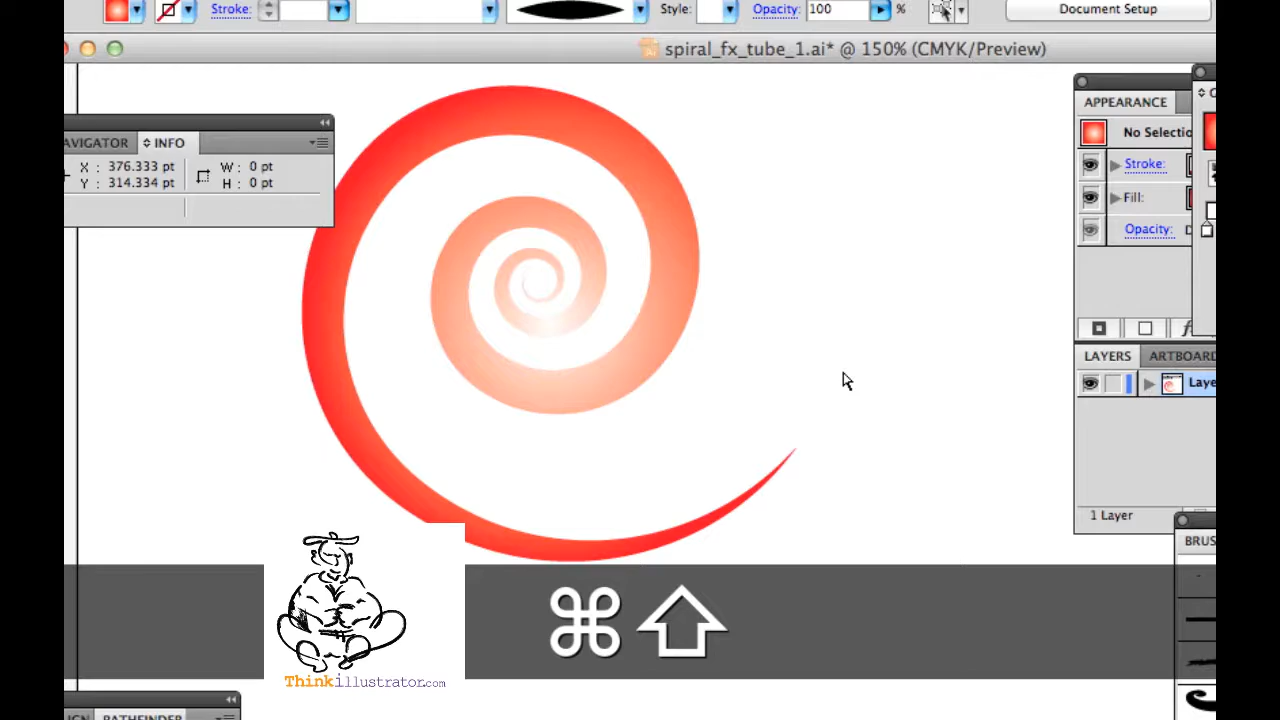 Stroke:
Style:
Opacity: 100 %
Document Setup
spiral_fx_tube_1.ai* @ 150% (CMYK/Preview)
APPEARANCE
AVIGATOR INFO
No Selectio
X : 376.333 pt W : 0 pt
Y : 314.334 pt H : 0 pt
Stroke:
Fill:
Opacity: D
LAYERS ARTBOARD
Laye
1 Layer
BRUS
Thinkillustrator.com
IGN PATHFINDER